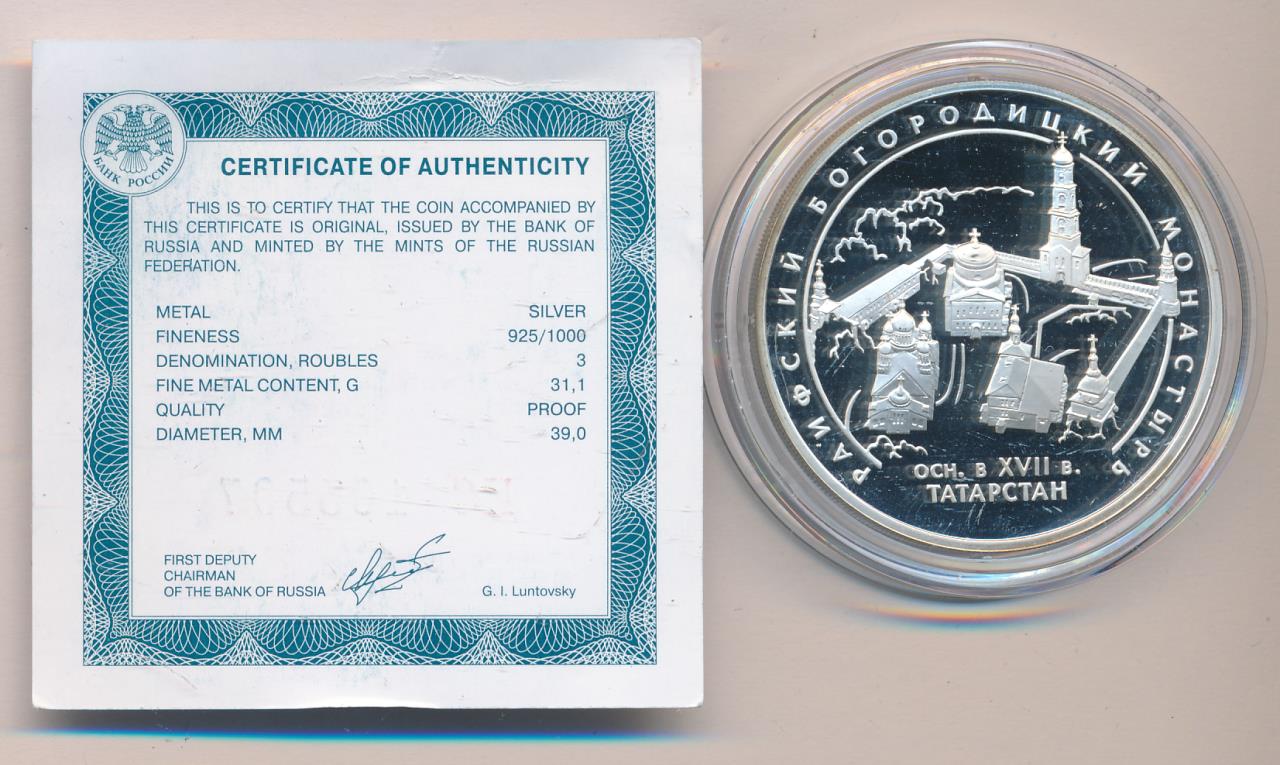 БАНК РОССИИ
CERTIFICATE OF AUTHENTICITY
THIS IS TO CERTIFY THAT THE COIN ACCOMPANIED BY
THIS CERTIFICATE IS ORIGINAL, ISSUED BY THE BANK OF
RUSSIA AND MINTED BY THE MINTS OF THE RUSSIAN
FEDERATION.
METAL SILVER
FINENESS 925/1000
DENOMINATION, ROUBLES 3
FINE METAL CONTENT, G 31,1
QUALITY PROOF
DIAMETER, MM 39,0
FIRST DEPUTY
CHAIRMAN
OF THE BANK OF RUSSIA
G. I. Luntovsky
РАИФСКИЙ БОГОРОДИЦКИЙ МОНАСТЫРЬ
ОСН. В XVII В.
ТАТАРСТАН